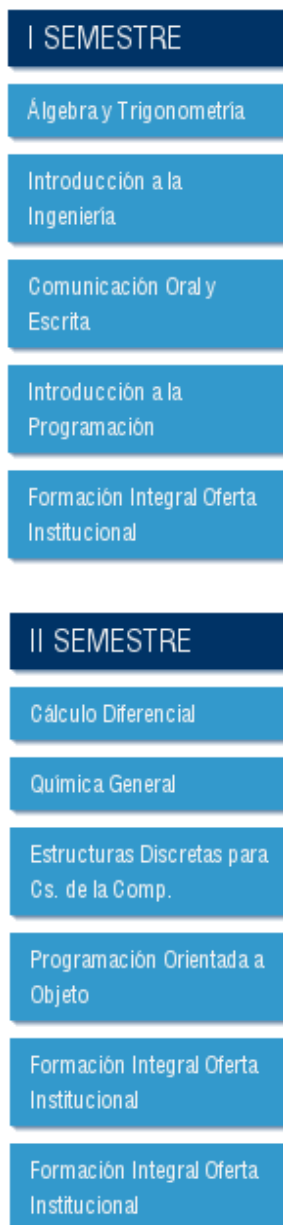 I SEMESTRE
Álgebra y Trigonometría
Introducción a la
Ingeniería
Comunicación Oral y
Escrita
Introducción a la
Programación
Formación Integral Oferta
Institucional
II SEMESTRE
Cálculo Diferencial
Química General
Estructuras Discretas para
Cs. de la Comp.
Programación Orientada a
Objeto
Formación Integral Oferta
Institucional
Formación Integral Oferta
Institucional